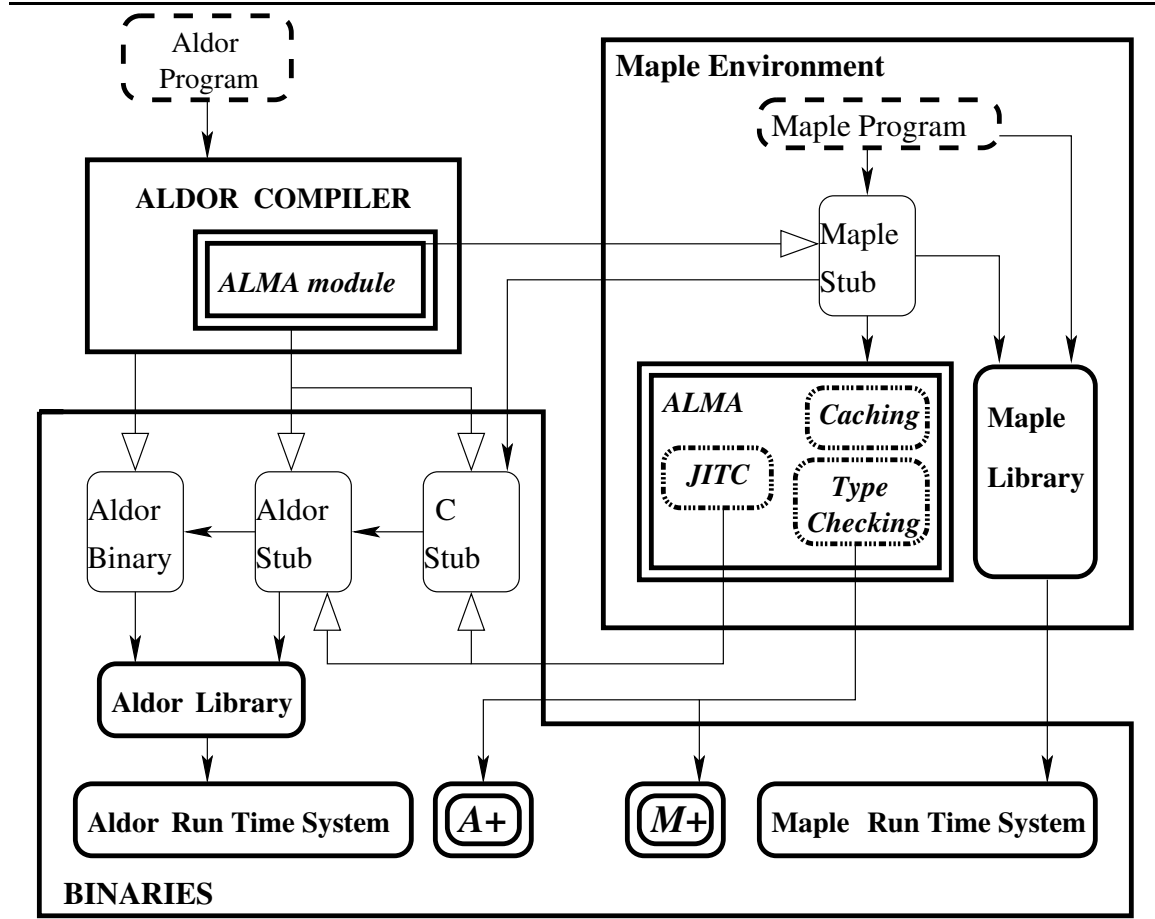 Aldor
Program
Maple Environment
Maple Program
ALDOR COMPILER
ALMA module
Maple
Stub
ALMA
Caching
JITC
Type
Checking
Maple
Library
Aldor
Binary
Aldor
Stub
C
Stub
Aldor Library
Aldor Run Time System
A+
M+
Maple Run Time System
BINARIES